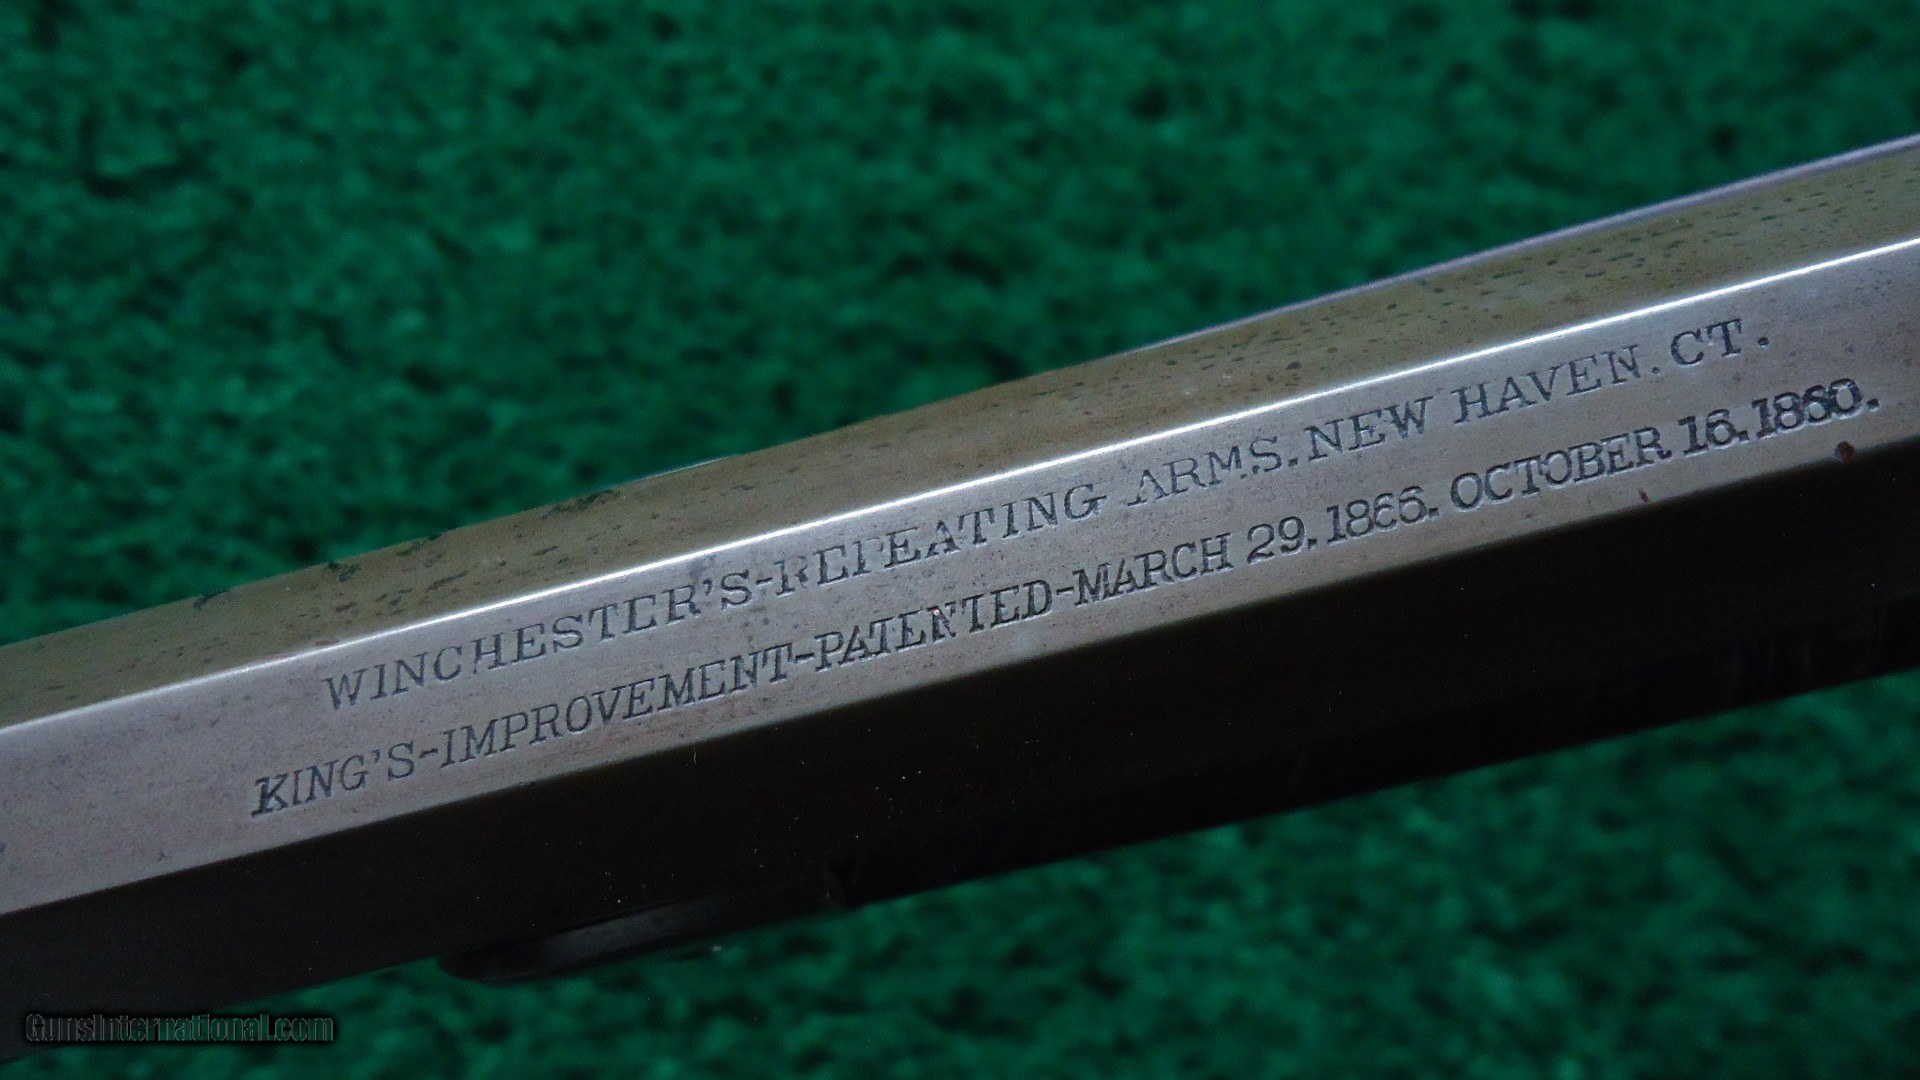 WINCHESTER'S-REPEATING ARMS. NEW HAVEN. CT.
KING'S-IMPROVEMENT-PATENTED-MARCH 29. 1866. OCTOBER 16. 1860.
GunsInternational.com